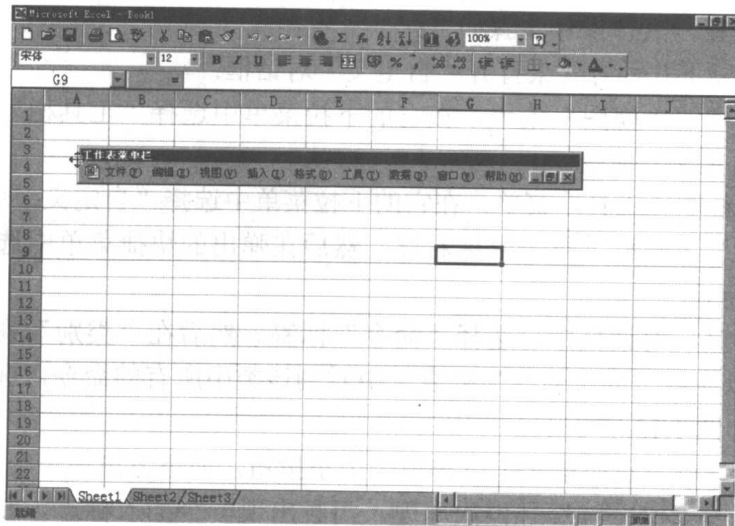 Microsoft Excel - Book1
100%
宋体 12 B I U %
G9 =
A B C D E F G H I J
1
2
3
工作表菜单栏
4
文件(F) 编辑(E) 视图(V) 插入(I) 格式(O) 工具(T) 数据(D) 窗口(W) 帮助(H)
5
6
7
8
9
10
11
12
13
14
15
16
17
18
19
20
21
22
Sheet1 Sheet2 Sheet3
就绪